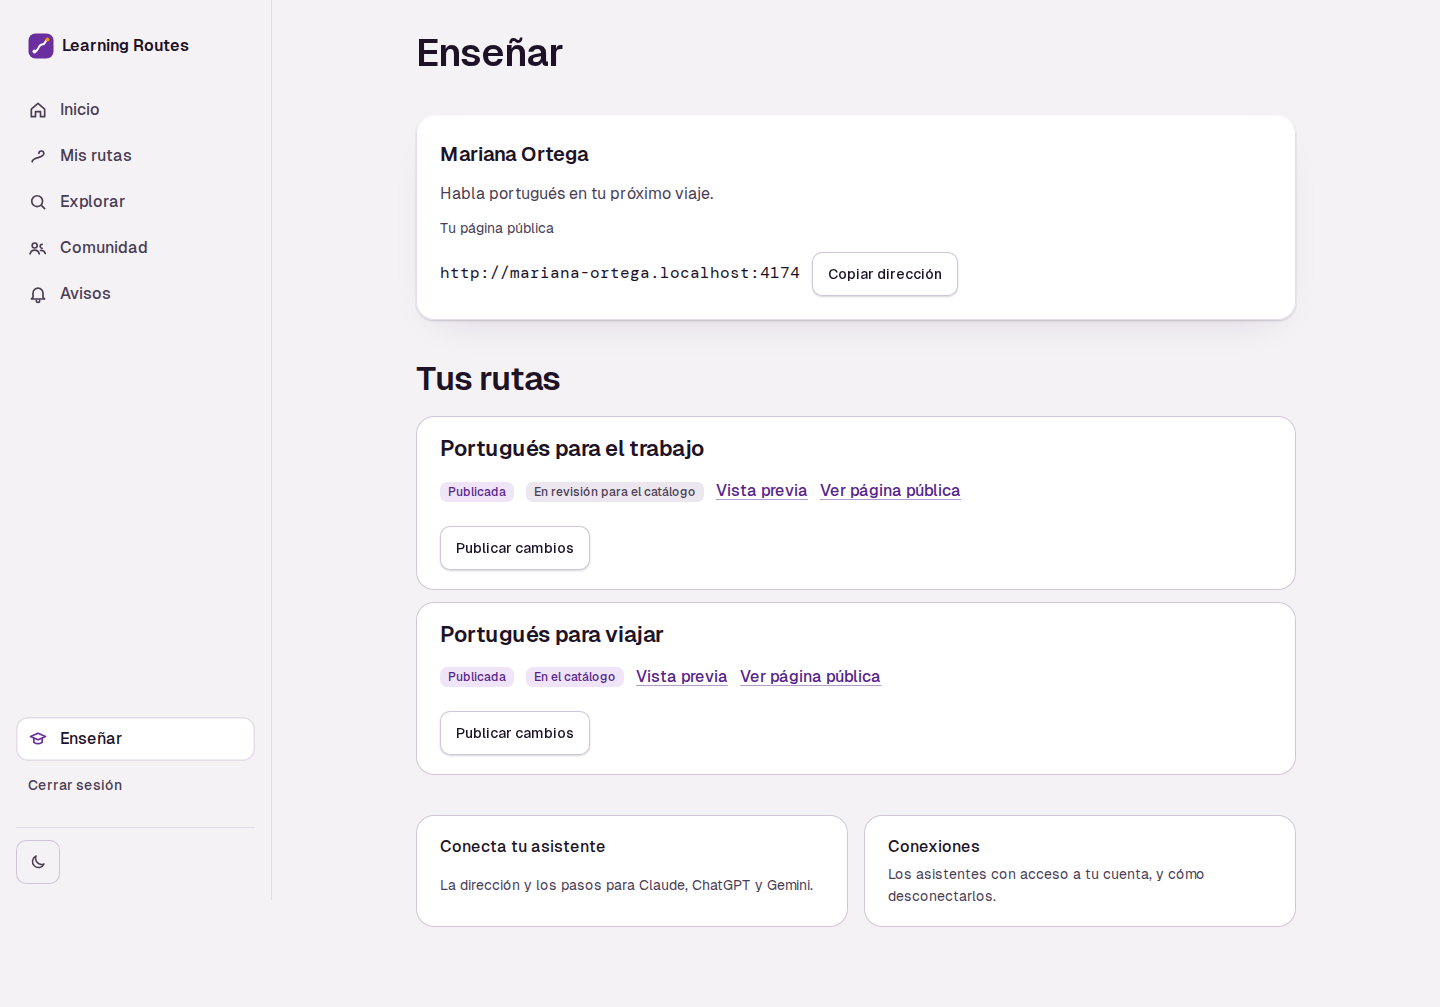 Learning Routes
Inicio
Mis rutas
Explorar
Comunidad
Avisos
Enseñar
Cerrar sesión
Enseñar
Mariana Ortega
Habla portugués en tu próximo viaje.
Tu página pública
http://mariana-ortega.localhost:4174 Copiar dirección
Tus rutas
Portugués para el trabajo
Publicada En revisión para el catálogo Vista previa Ver página pública
Publicar cambios
Portugués para viajar
Publicada En el catálogo Vista previa Ver página pública
Publicar cambios
Conecta tu asistente
La dirección y los pasos para Claude, ChatGPT y Gemini.
Conexiones
Los asistentes con acceso a tu cuenta, y cómo
desconectarlos.